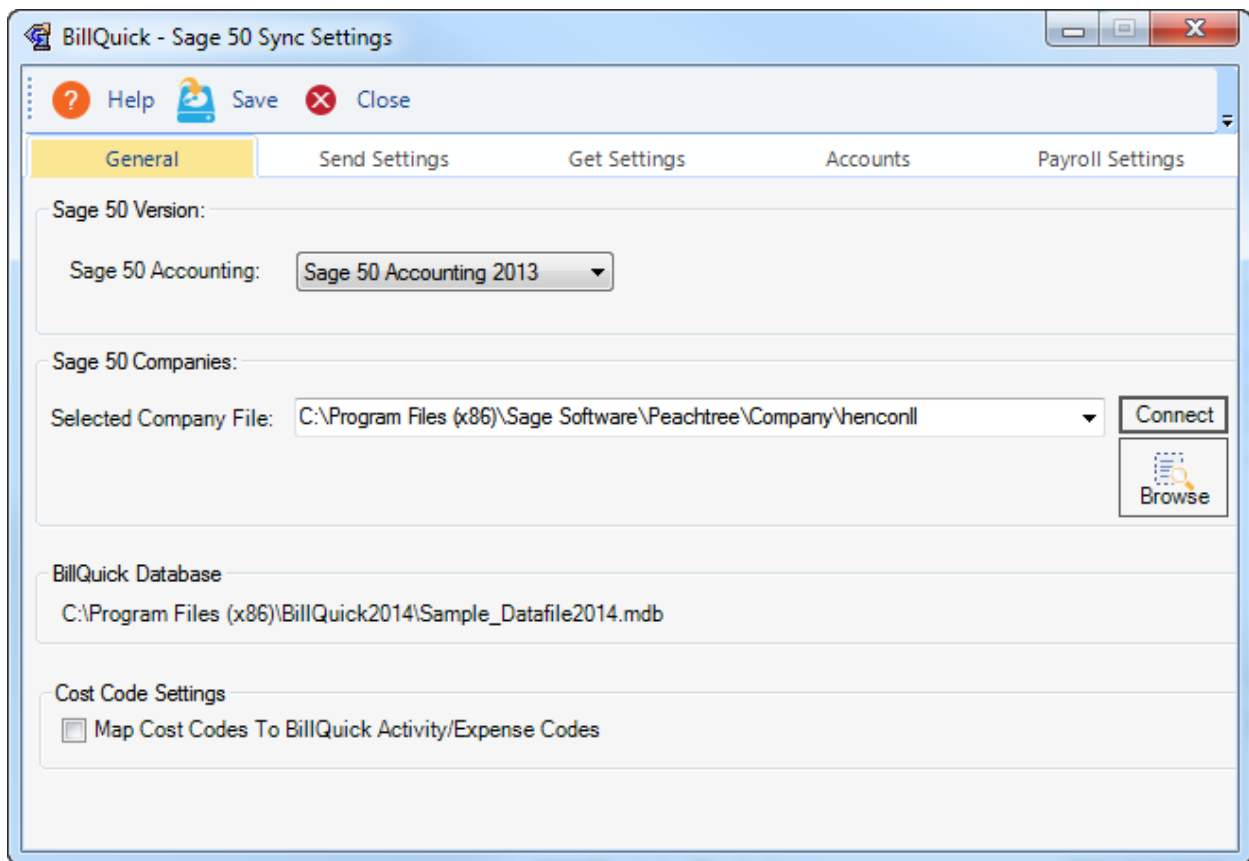 BillQuick - Sage 50 Sync Settings
Help Save Close
General Send Settings Get Settings Accounts Payroll Settings
Sage 50 Version:
Sage 50 Accounting: Sage 50 Accounting 2013
Sage 50 Companies:
Selected Company File: C:\Program Files (x86)\Sage Software\Peachtree\Company\henconll Connect
Browse
BillQuick Database
C:\Program Files (x86)\BillQuick2014\Sample_Datafile2014.mdb
Cost Code Settings
Map Cost Codes To BillQuick Activity/Expense Codes